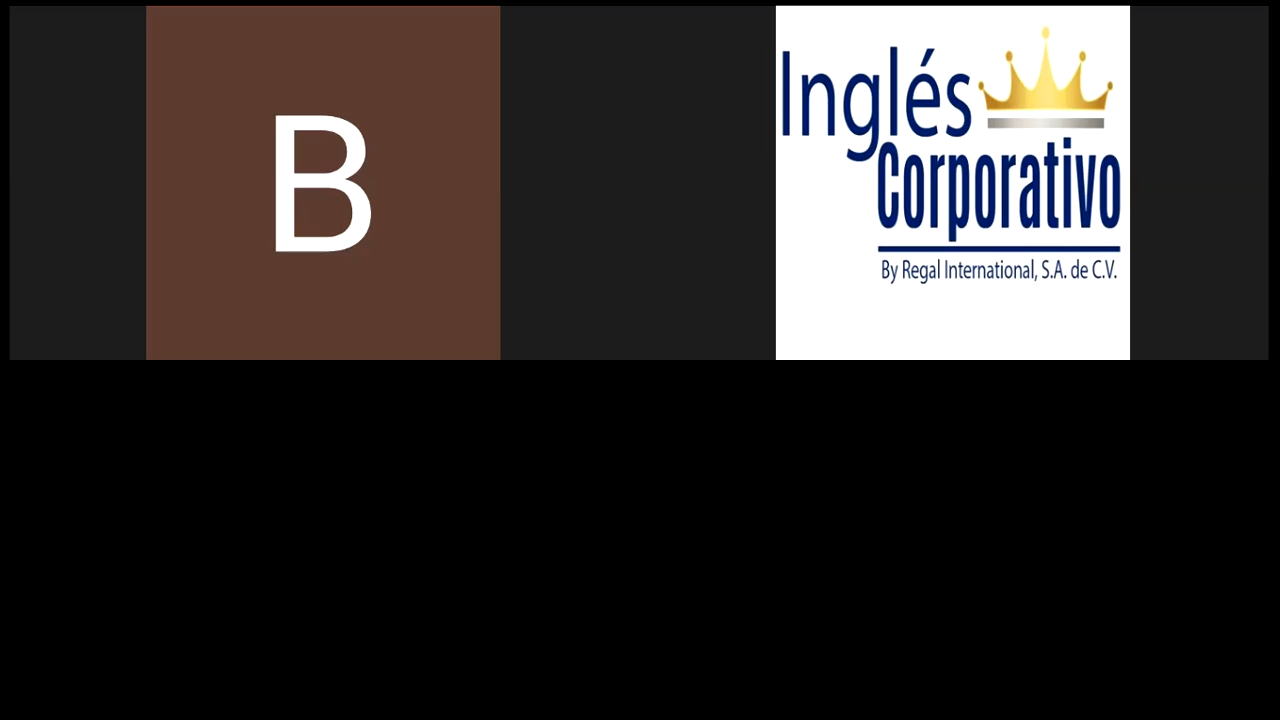 B
Inglés
Corporativo
By Regal International, S.A. de C.V.